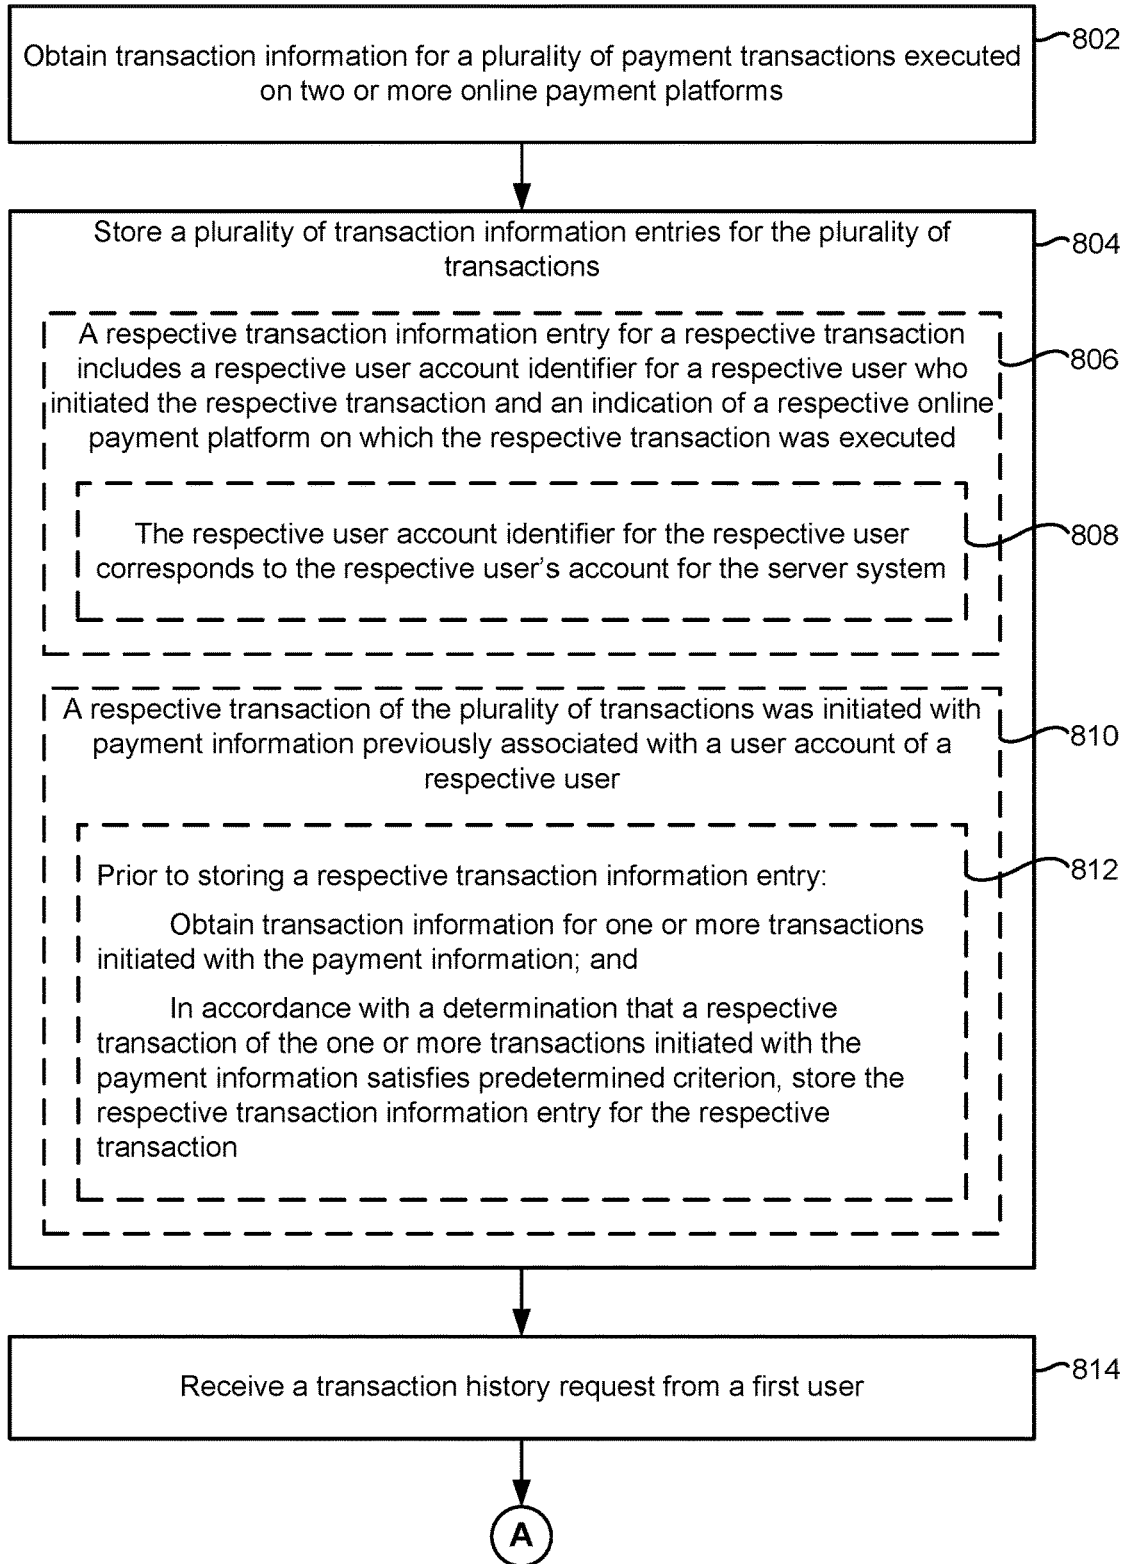 Obtain transaction information for a plurality of payment transactions executed
on two or more online payment platforms
802
Store a plurality of transaction information entries for the plurality of
transactions
804
A respective transaction information entry for a respective transaction
includes a respective user account identifier for a respective user who
initiated the respective transaction and an indication of a respective online
payment platform on which the respective transaction was executed
806
The respective user account identifier for the respective user
corresponds to the respective user's account for the server system
808
A respective transaction of the plurality of transactions was initiated with
payment information previously associated with a user account of a
respective user
810
Prior to storing a respective transaction information entry:
Obtain transaction information for one or more transactions
initiated with the payment information; and
In accordance with a determination that a respective
transaction of the one or more transactions initiated with the
payment information satisfies predetermined criterion, store the
respective transaction information entry for the respective
transaction
812
Receive a transaction history request from a first user
814
A